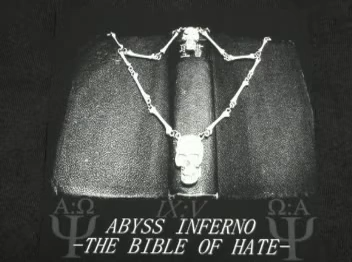 IX:V
A:Ω Ω:A
Ψ Ψ
ABYSS INFERNO
-THE BIBLE OF HATE-